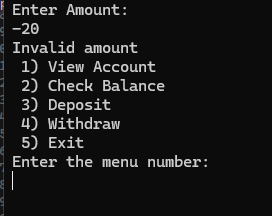 Enter Amount:
-20
Invalid amount
1) View Account
2) Check Balance
3) Deposit
4) Withdraw
5) Exit
Enter the menu number: